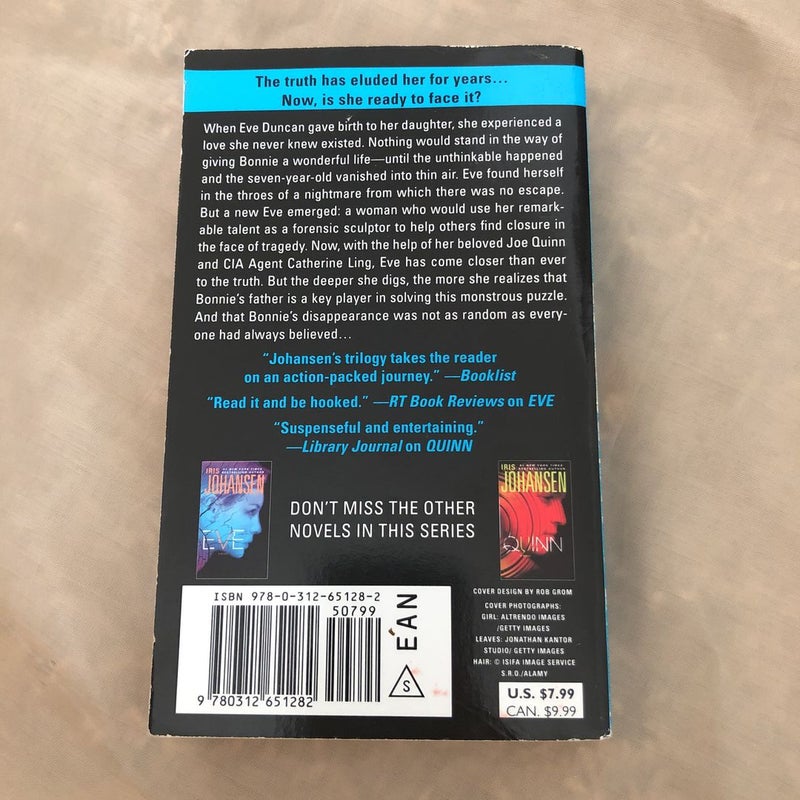 The truth has eluded her for years...
Now, is she ready to face it?
When Eve Duncan gave birth to her daughter, she experienced a
love she never knew existed. Nothing would stand in the way of
giving Bonnie a wonderful life—until the unthinkable happened
and the seven-year-old vanished into thin air. Eve found herself
in the throes of a nightmare from which there was no escape.
But a new Eve emerged: a woman who would use her remark-
able talent as a forensic sculptor to help others find closure in
the face of tragedy. Now, with the help of her beloved Joe Quinn
and CIA Agent Catherine Ling, Eve has come closer than ever
to the truth. But the deeper she digs, the more she realizes that
Bonnie's father is a key player in solving this monstrous puzzle.
And that Bonnie's disappearance was not as random as every-
one had always believed...
"Johansen's trilogy takes the reader
on an action-packed journey." —Booklist
"Read it and be hooked." —RT Book Reviews on EVE
"Suspenseful and entertaining."
—Library Journal on QUINN
#1 NEW YORK TIMES
BESTSELLING AUTHOR
IRIS
JOHANSEN
EVE
DON'T MISS THE OTHER
NOVELS IN THIS SERIES
#1 NEW YORK TIMES
BESTSELLING AUTHOR
IRIS
JOHANSEN
QUINN
ISBN 978-0-312-65128-2
50799
9 780312 651282
EAN
S
COVER DESIGN BY ROB GROM
COVER PHOTOGRAPHS:
GIRL: ALTRENDO IMAGES
/GETTY IMAGES
LEAVES: JONATHAN KANTOR
STUDIO/ GETTY IMAGES
HAIR: © ISIFA IMAGE SERVICE
S.R.O./ALAMY
U.S. $7.99
CAN. $9.99